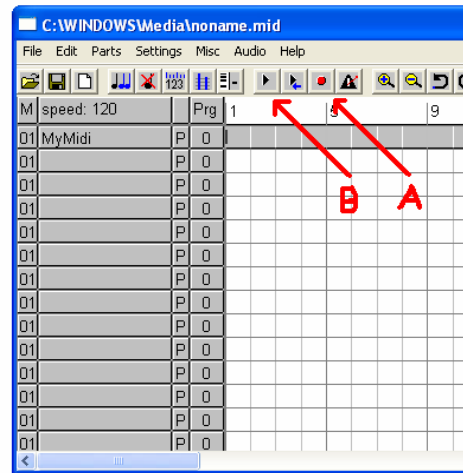 C:\WINDOWS\Media\noname.mid
File Edit Parts Settings Misc Audio Help
123
M speed: 120 Prg 1 5 9
01 MyMidi P 0
01 P 0
01 P 0
01 P 0
B A
01 P 0
01 P 0
01 P 0
01 P 0
01 P 0
01 P 0
01 P 0
01 P 0
01 P 0
01 P 0